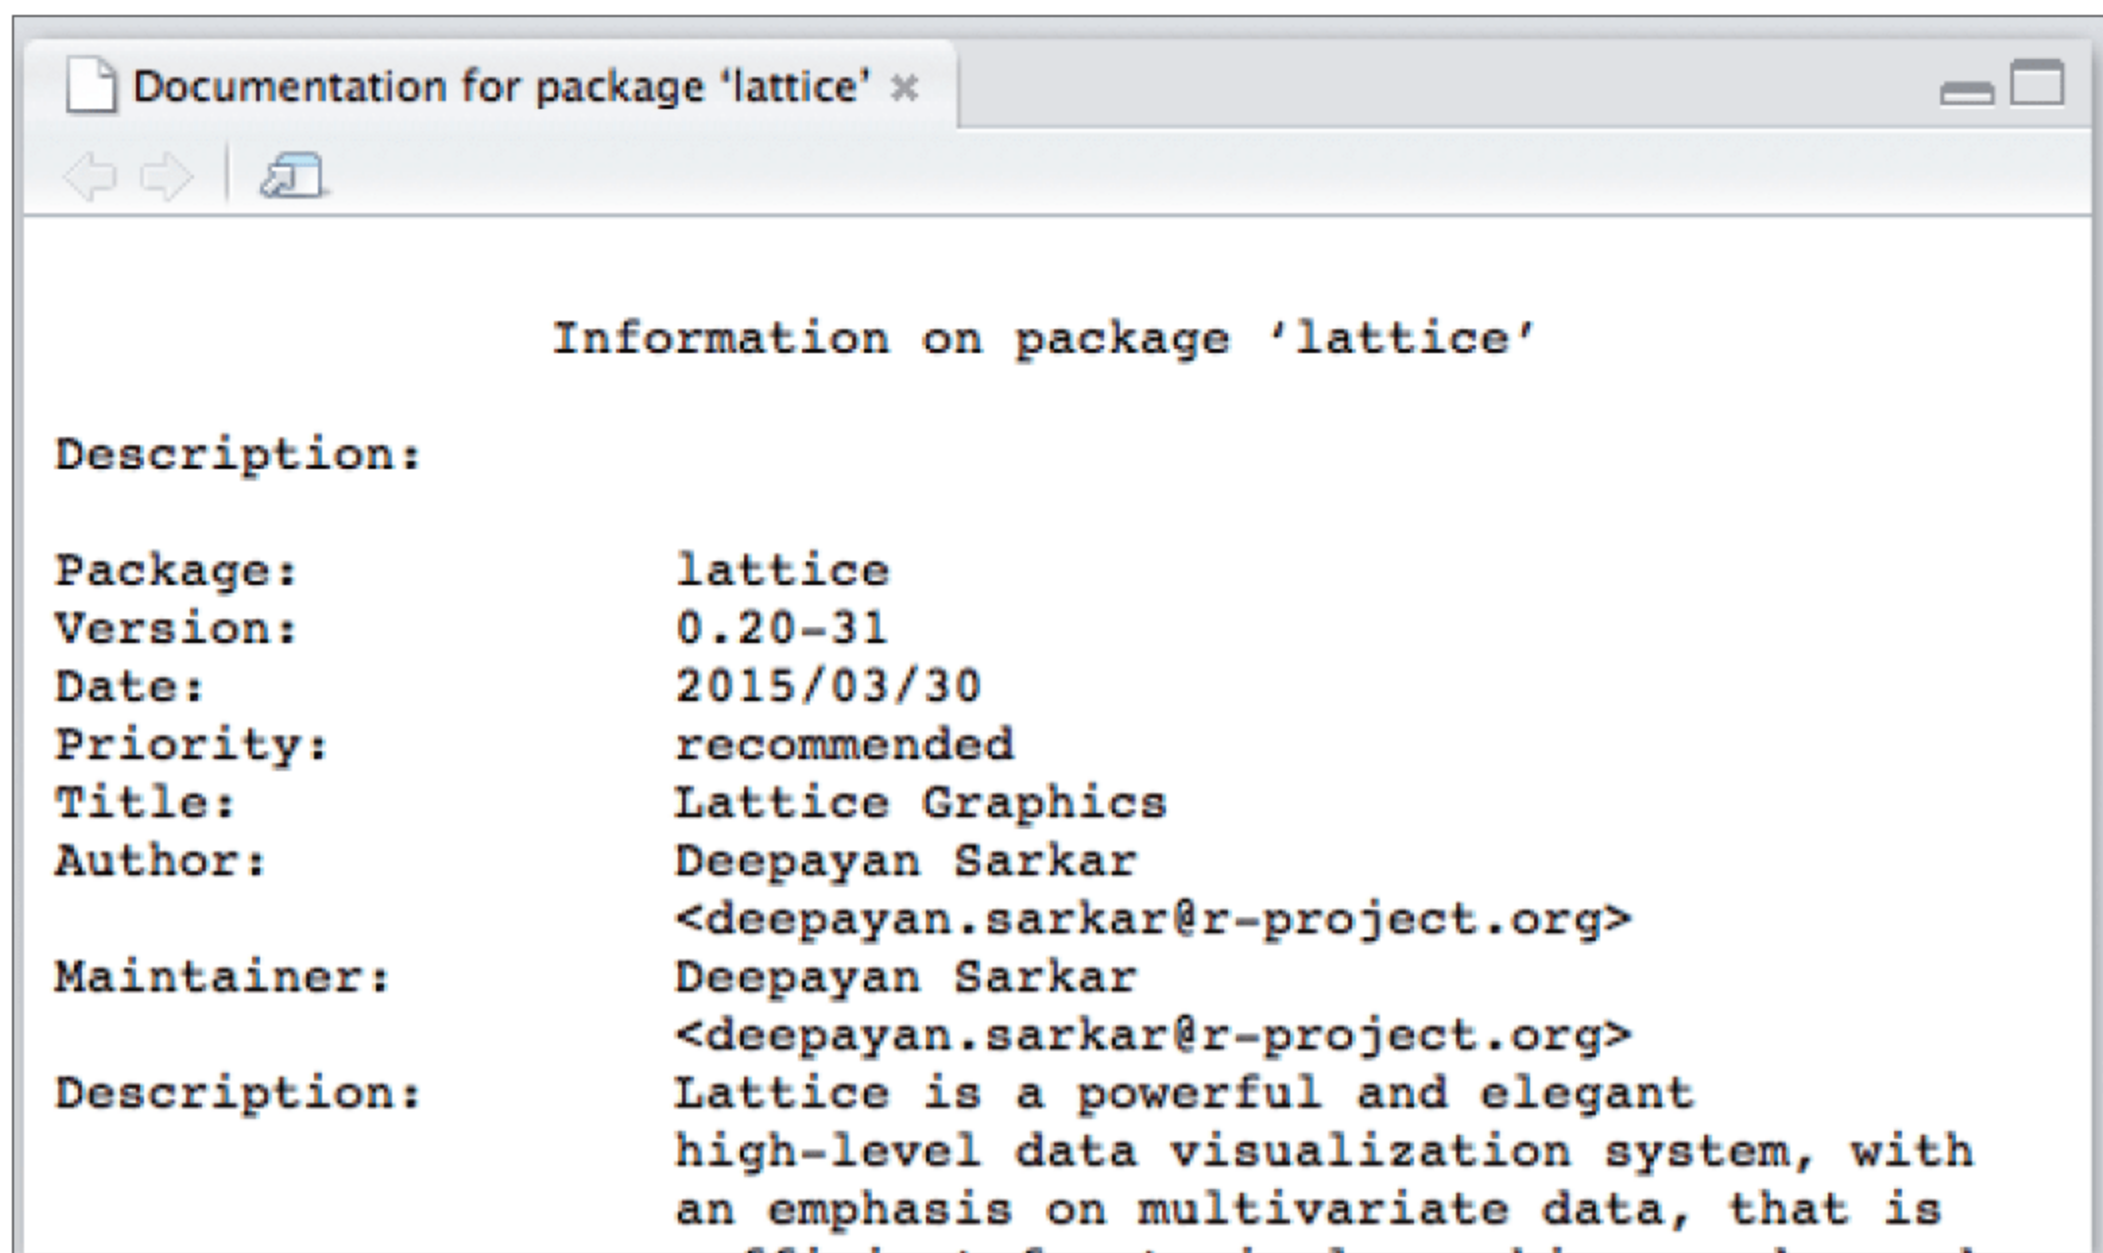 Documentation for package ‘lattice’
Information on package ‘lattice’
Description:
Package: lattice
Version: 0.20-31
Date: 2015/03/30
Priority: recommended
Title: Lattice Graphics
Author: Deepayan Sarkar
<deepayan.sarkar@r-project.org>
Maintainer: Deepayan Sarkar
<deepayan.sarkar@r-project.org>
Description: Lattice is a powerful and elegant
high-level data visualization system, with
an emphasis on multivariate data, that is